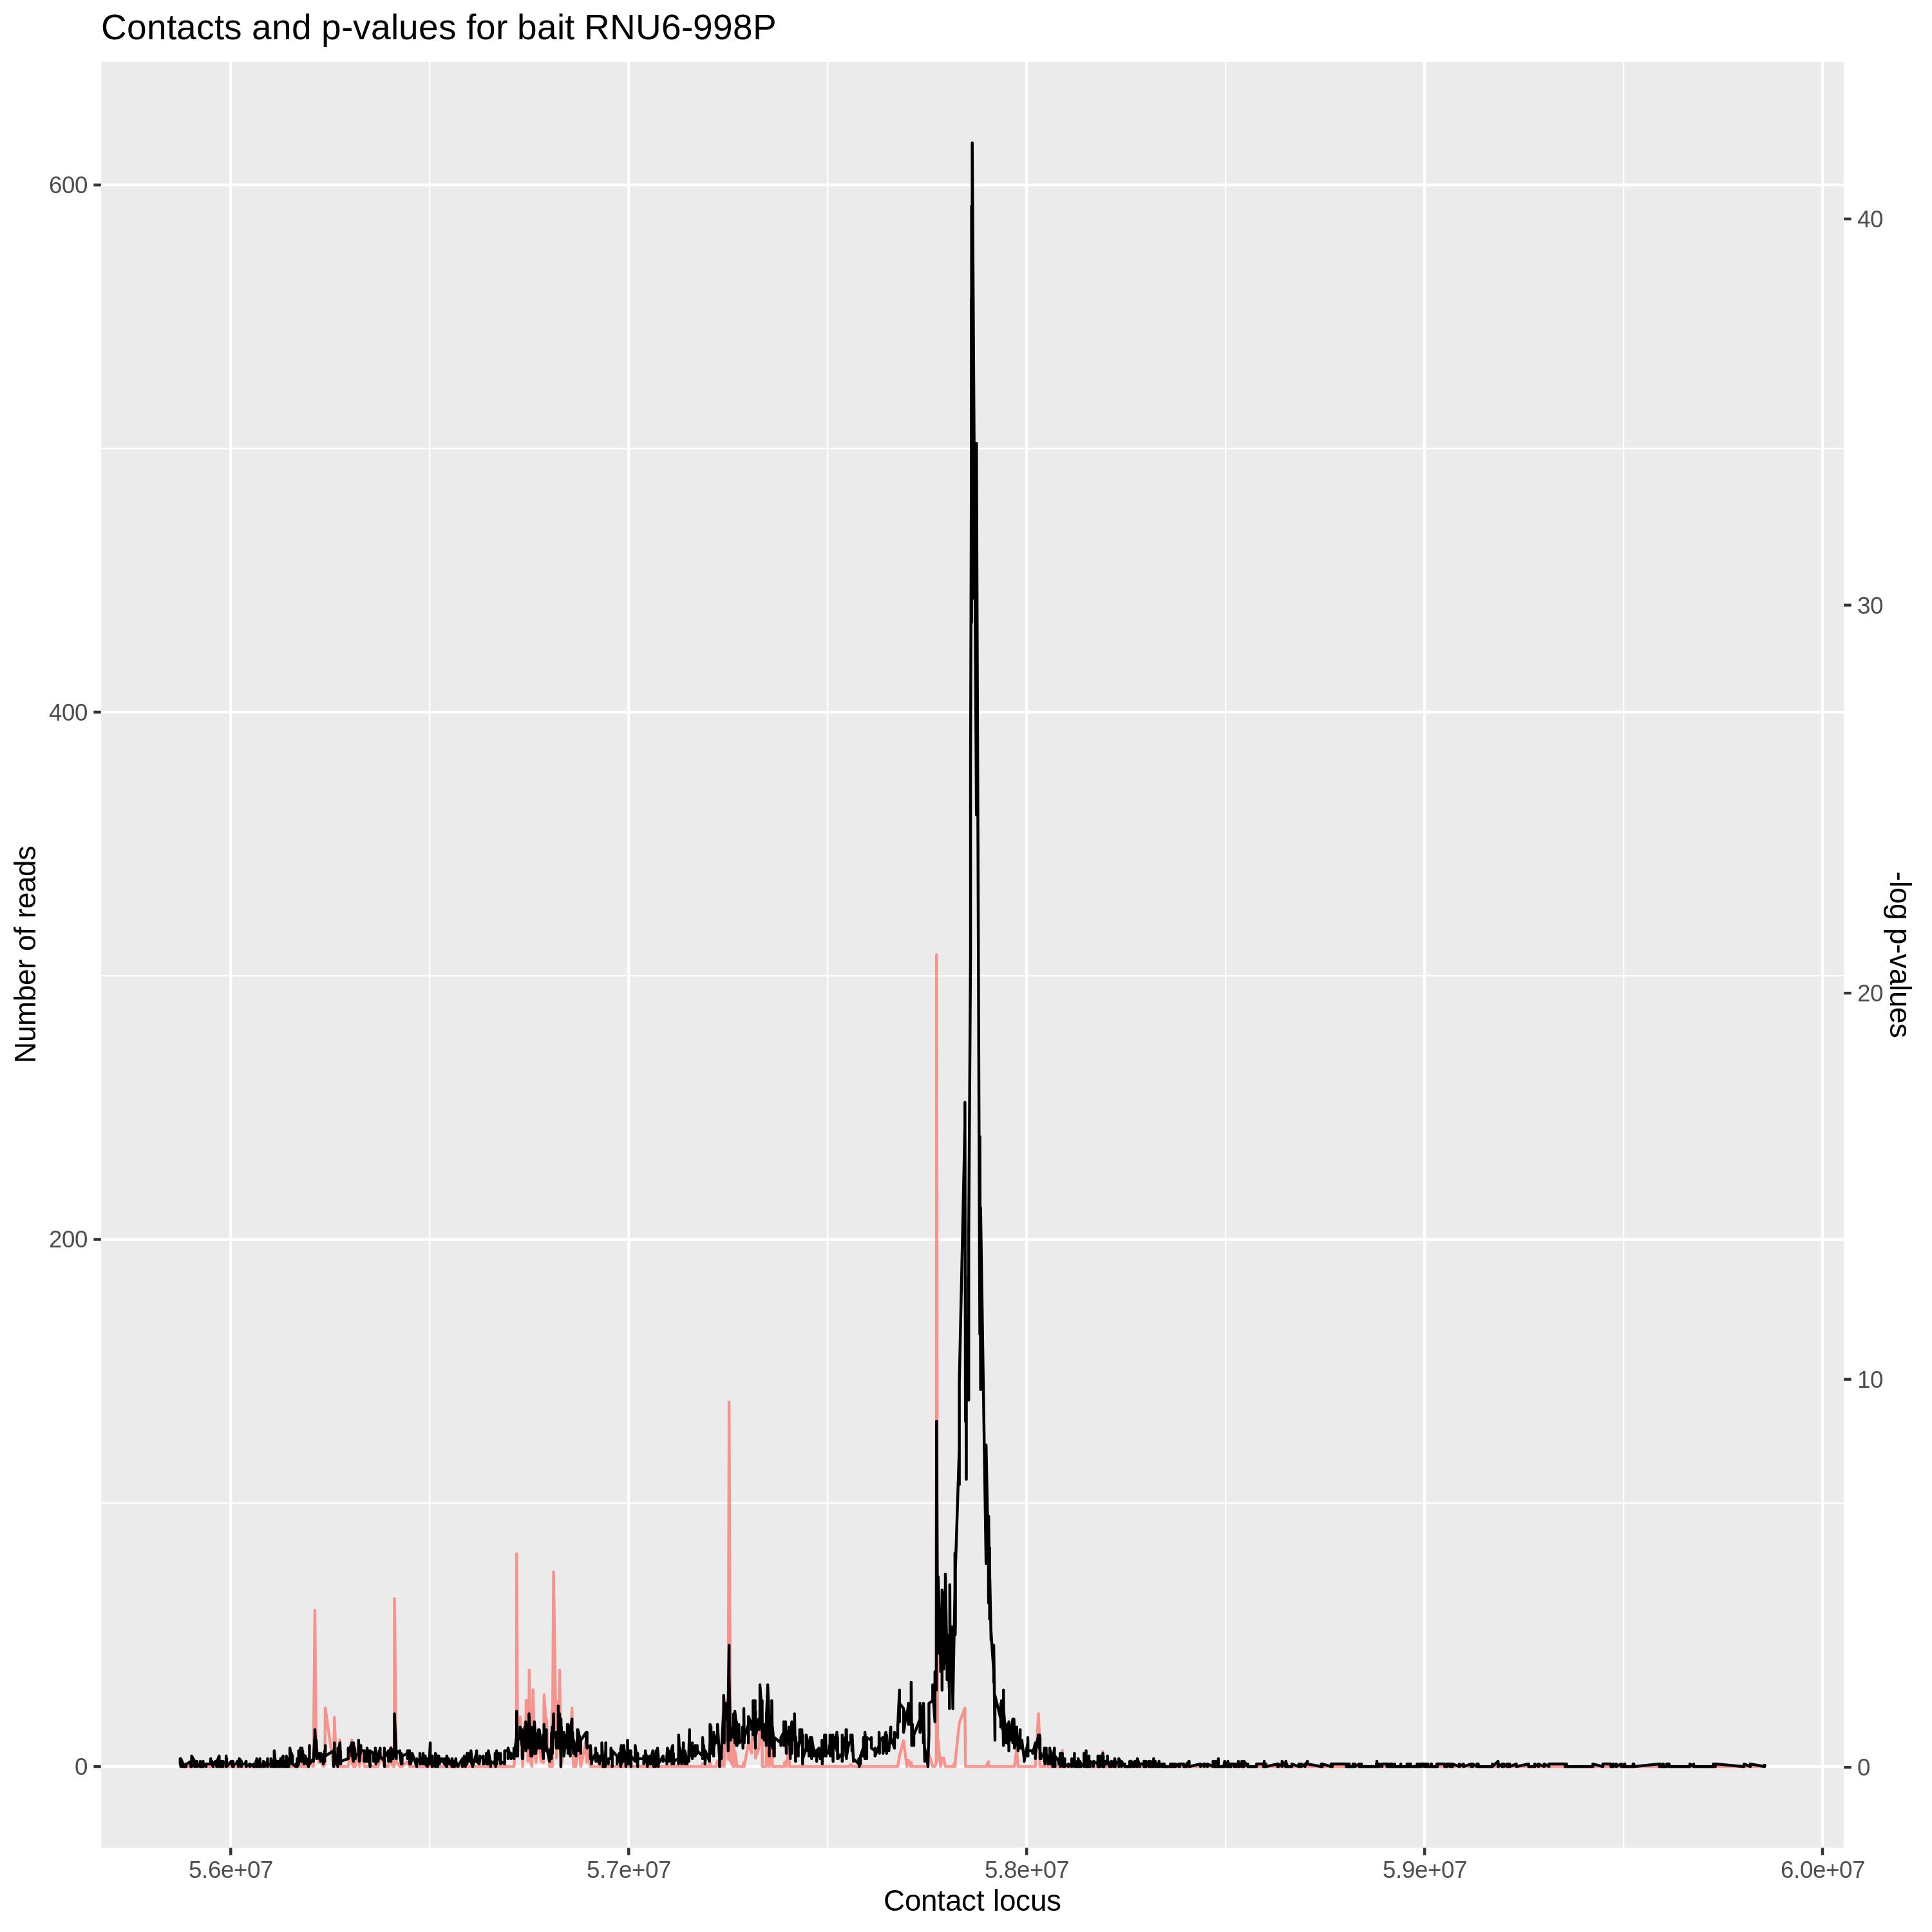 Contacts and p-values for bait RNU6-998P
600
400
200
0
Number of reads
40
30
20
10
0
-log p-values
5.6e+07
5.7e+07
5.8e+07
5.9e+07
6.0e+07
Contact locus